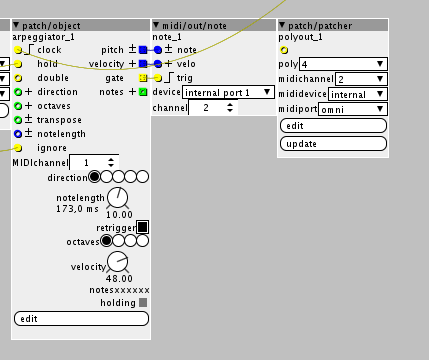 patch/object
arpeggiator_1
clock pitch
hold velocity
double gate
direction notes
octaves
transpose
notelength
ignore
MIDIchannel 1
direction
notelength
173,0 ms
10.00
retrigger
octaves
velocity
48.00
notesxxxxxx
holding
edit
midi/out/note
note_1
note
velo
trig
device internal port 1
channel 2
patch/patcher
polyout_1
poly 4
midichannel 2
mididevice internal
midiport omni
edit
update